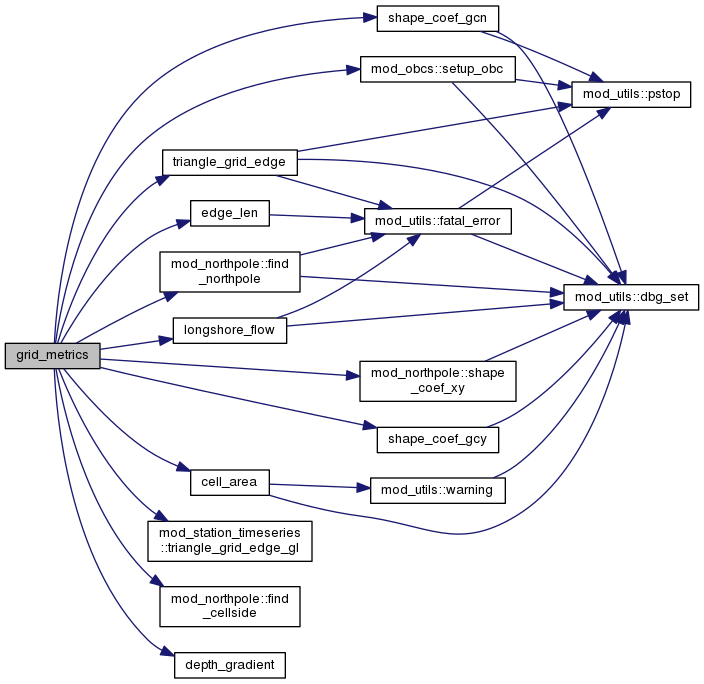 shape_coef_gcn
mod_obcs::setup_obc
mod_utils::pstop
triangle_grid_edge
edge_len
mod_utils::fatal_error
mod_northpole::find
_northpole
mod_utils::dbg_set
longshore_flow
grid_metrics
mod_northpole::shape
_coef_xy
shape_coef_gcy
cell_area
mod_utils::warning
mod_station_timeseries
::triangle_grid_edge_gl
mod_northpole::find
_cellside
depth_gradient